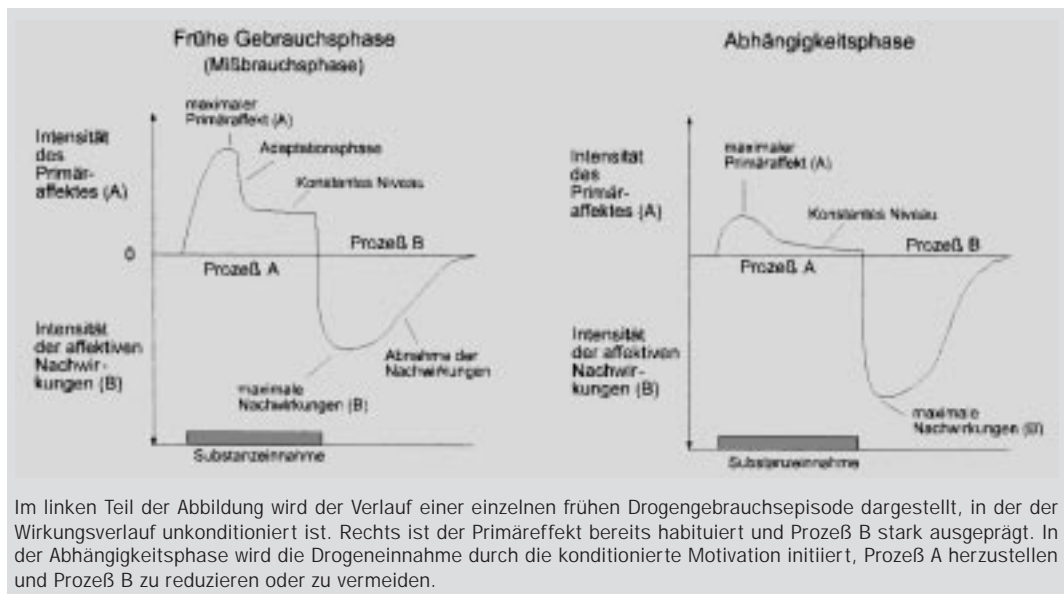 Frühe Gebrauchsphase
(Mißbrauchsphase)
maximaler
Primäraffekt (A)
Intensität
des
Primär-
affektes (A)
Adaptationsphase
Konstantes Niveau
0
Prozeß A
Prozeß B
Intensität
der affektiven
Nachwir-
kungen (B)
Abnahme der
Nachwirkungen
maximale
Nachwirkungen (B)
Substanzeinnahme
Abhängigkeitsphase
Intensität
des
Primär-
affektes (A)
maximaler
Primäraffekt (A)
Konstantes Niveau
Prozeß A
Prozeß B
Intensität
der affektiven
Nachwir-
kungen (B)
maximale
Nachwirkungen (B)
Substanzeinnahme
Im linken Teil der Abbildung wird der Verlauf einer einzelnen frühen Drogengebrauchsepisode dargestellt, in der der
Wirkungsverlauf unkonditioniert ist. Rechts ist der Primäreffekt bereits habituiert und Prozeß B stark ausgeprägt. In
der Abhängigkeitsphase wird die Drogeneinnahme durch die konditionierte Motivation initiiert, Prozeß A herzustellen
und Prozeß B zu reduzieren oder zu vermeiden.